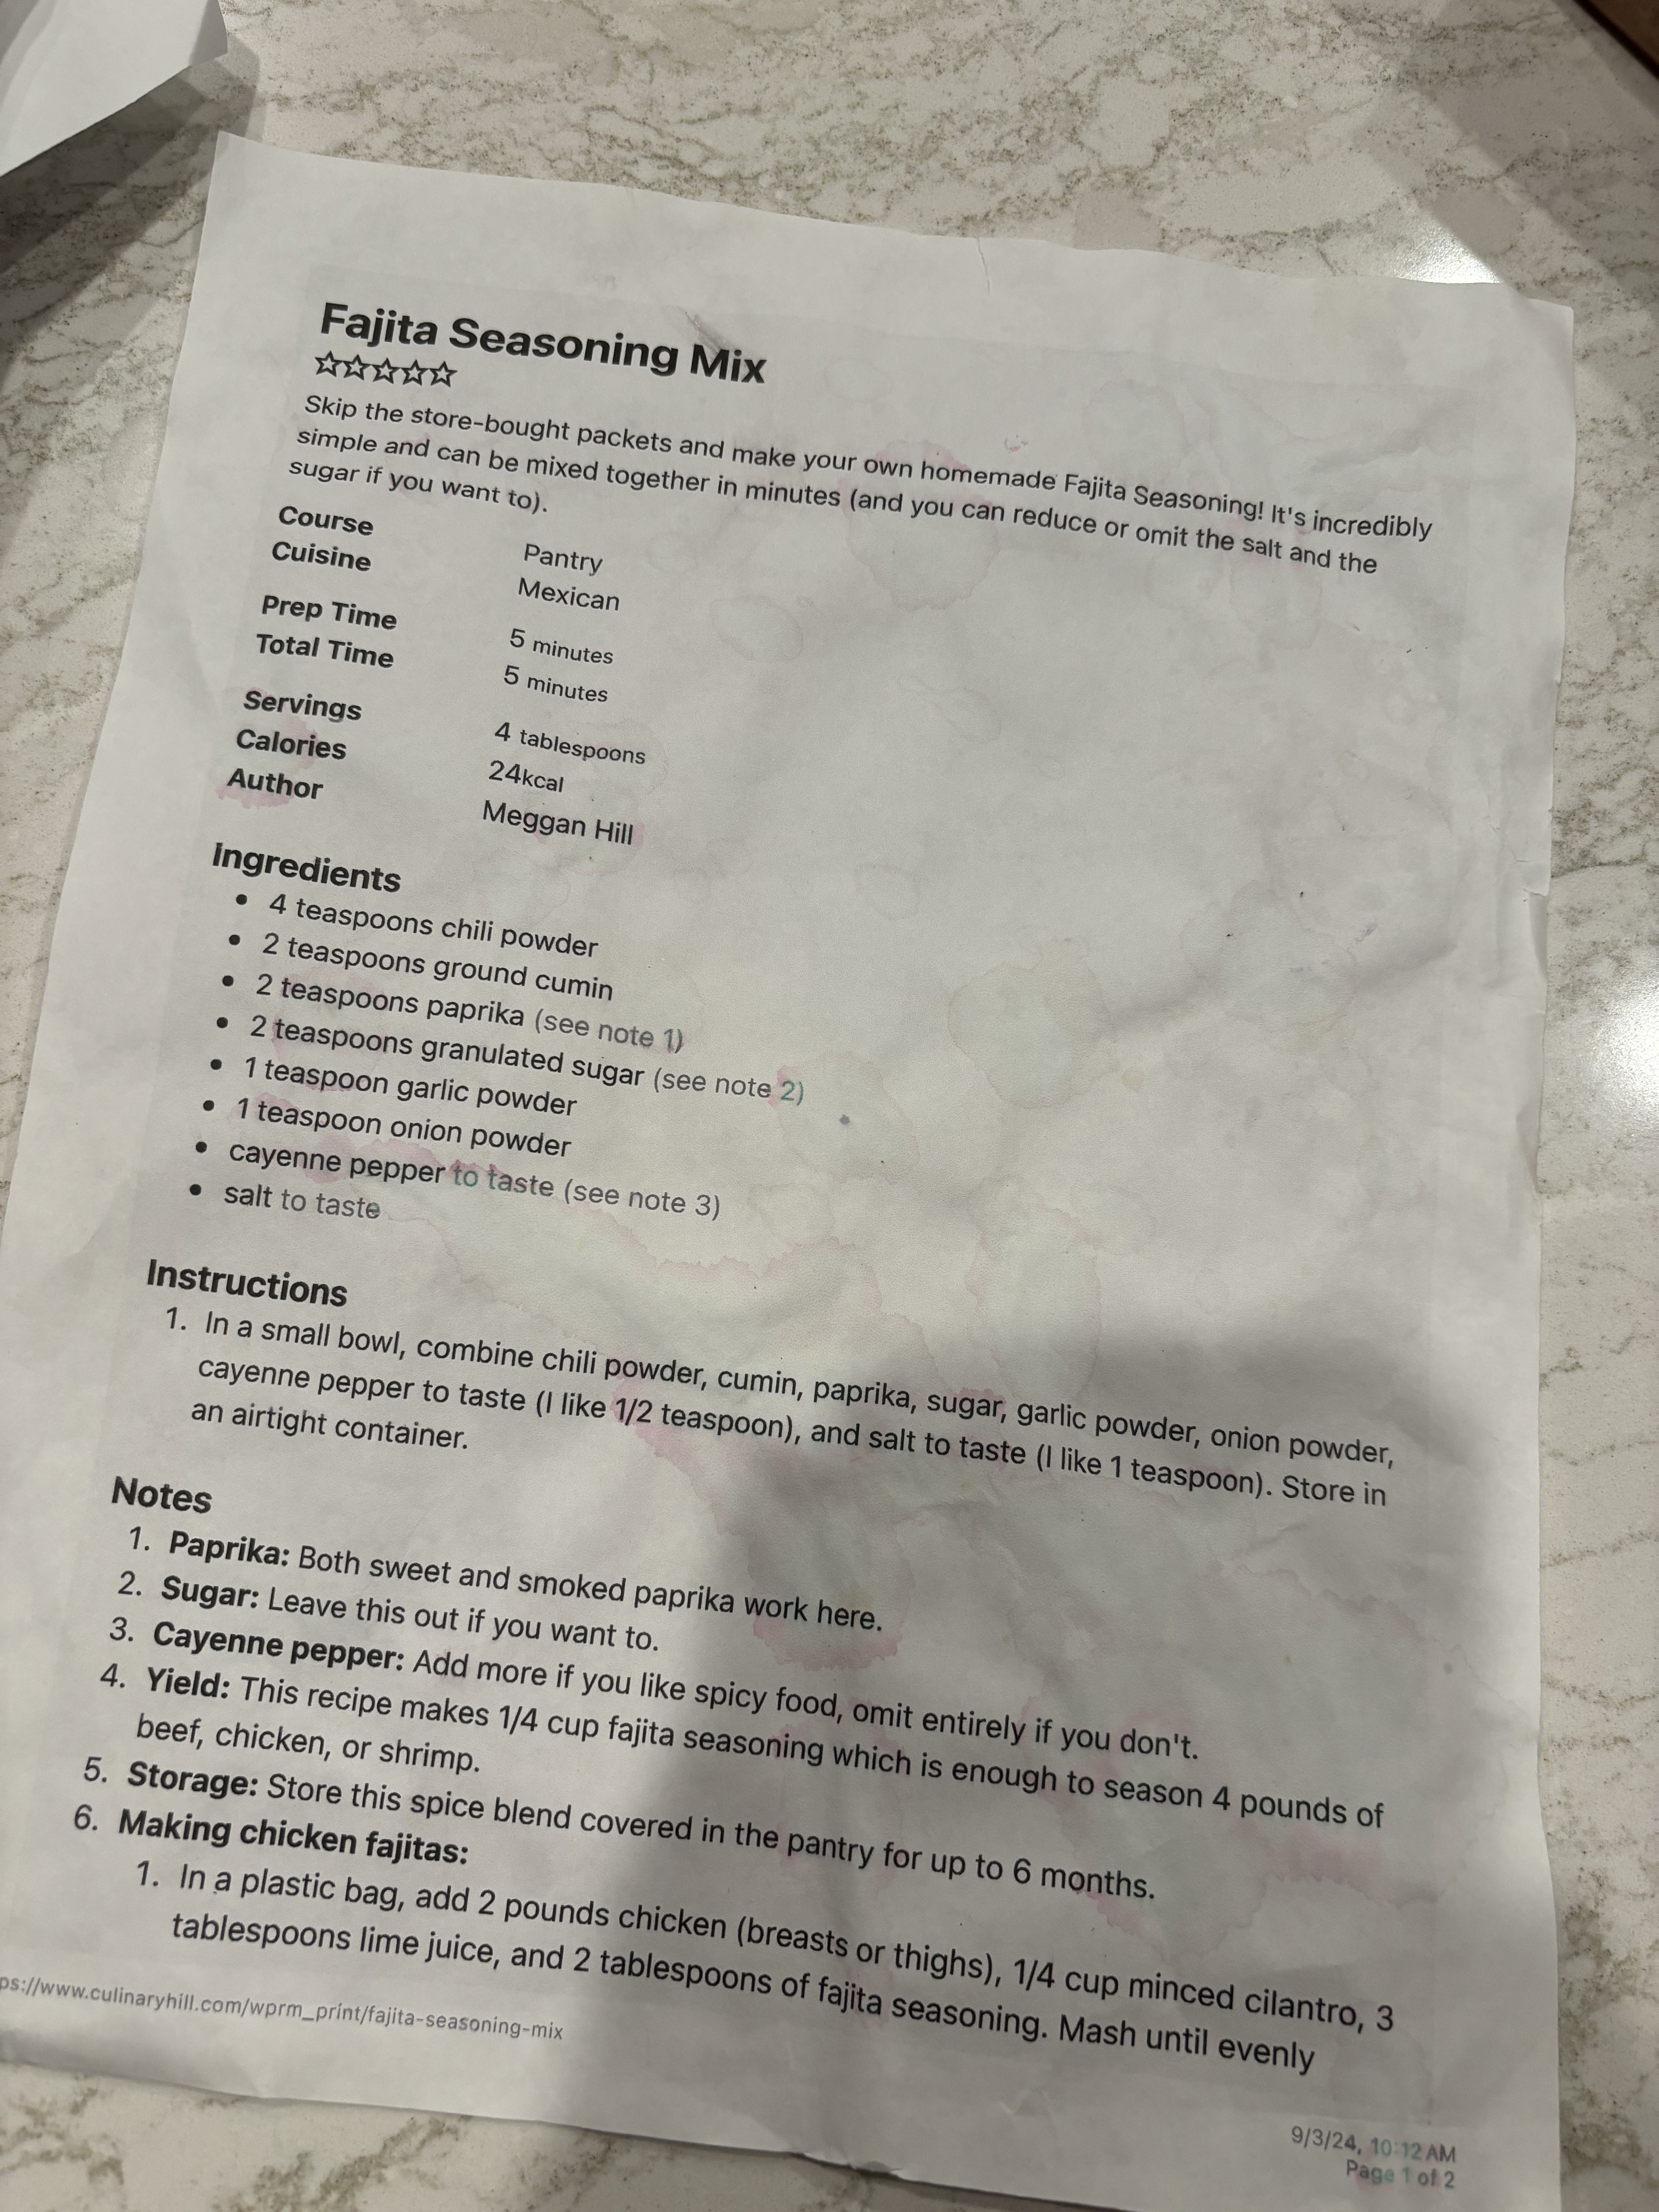 Fajita Seasoning Mix
☆☆☆☆☆
Skip the store-bought packets and make your own homemade Fajita Seasoning! It's incredibly
simple and can be mixed together in minutes (and you can reduce or omit the salt and the
sugar if you want to).
Course Pantry
Cuisine Mexican
Prep Time 5 minutes
Total Time 5 minutes
Servings 4 tablespoons
Calories 24kcal
Author Meggan Hill
Ingredients
• 4 teaspoons chili powder
• 2 teaspoons ground cumin
• 2 teaspoons paprika (see note 1)
• 2 teaspoons granulated sugar (see note 2)
• 1 teaspoon garlic powder
• 1 teaspoon onion powder
• cayenne pepper to taste (see note 3)
• salt to taste
Instructions
1. In a small bowl, combine chili powder, cumin, paprika, sugar, garlic powder, onion powder,
cayenne pepper to taste (I like 1/2 teaspoon), and salt to taste (I like 1 teaspoon). Store in
an airtight container.
Notes
1. Paprika: Both sweet and smoked paprika work here.
2. Sugar: Leave this out if you want to.
3. Cayenne pepper: Add more if you like spicy food, omit entirely if you don't.
4. Yield: This recipe makes 1/4 cup fajita seasoning which is enough to season 4 pounds of
beef, chicken, or shrimp.
5. Storage: Store this spice blend covered in the pantry for up to 6 months.
6. Making chicken fajitas:
1. In a plastic bag, add 2 pounds chicken (breasts or thighs), 1/4 cup minced cilantro, 3
tablespoons lime juice, and 2 tablespoons of fajita seasoning. Mash until evenly
ps://www.culinaryhill.com/wprm_print/fajita-seasoning-mix
9/3/24, 10:12 AM
Page 1 of 2